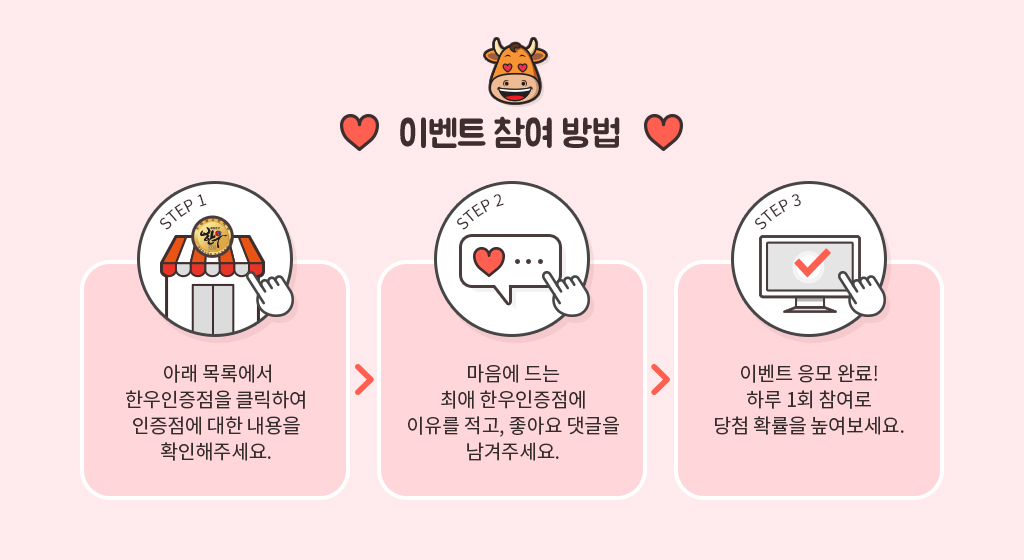 이벤트 참여 방법
STEP 1
한우
아래 목록에서
한우인증점을 클릭하여
인증점에 대한 내용을
확인해주세요.
STEP 2
마음에 드는
최애 한우인증점에
이유를 적고, 좋아요 댓글을
남겨주세요.
STEP 3
이벤트 응모 완료!
하루 1회 참여로
당첨 확률을 높여보세요.